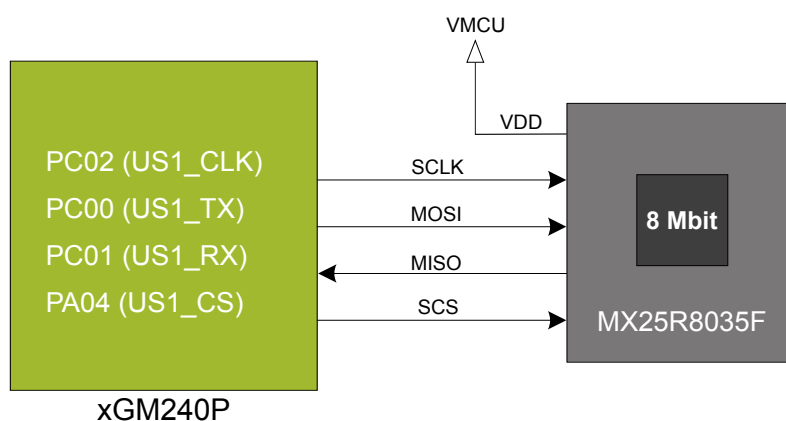 VMCU
VDD
PC02 (US1_CLK)
SCLK
PC00 (US1_TX)
MOSI
8 Mbit
PC01 (US1_RX)
MISO
PA04 (US1_CS)
SCS
MX25R8035F
xGM240P